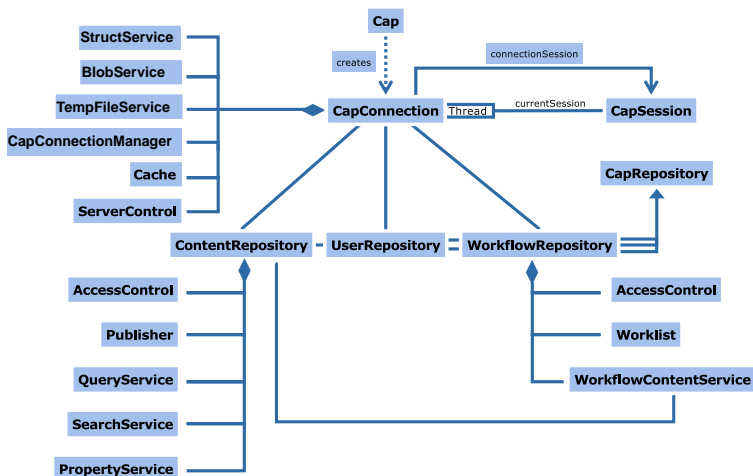 Cap
StructService
creates
connectionSession
BlobService
TempFileService
CapConnection
Thread
currentSession
CapSession
CapConnectionManager
Cache
CapRepository
ServerControl
ContentRepository
UserRepository
WorkflowRepository
AccessControl
AccessControl
Publisher
Worklist
QueryService
WorkflowContentService
SearchService
PropertyService